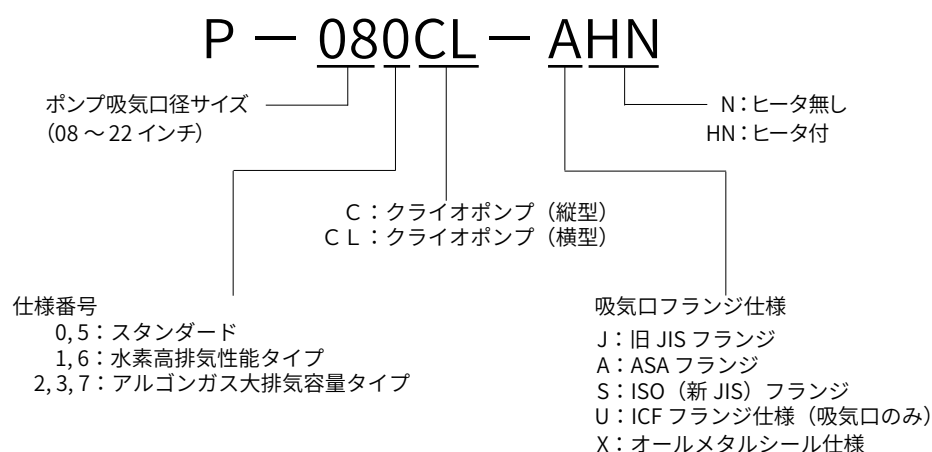 P－080CL－AHN
ポンプ吸気口径サイズ
（08 ～ 22 インチ）
N：ヒータ無し
HN：ヒータ付
C：クライオポンプ（縦型）
CL：クライオポンプ（横型）
仕様番号
0, 5：スタンダード
1, 6：水素高排気性能タイプ
2, 3, 7：アルゴンガス大排気容量タイプ
吸気口フランジ仕様
J：旧 JIS フランジ
A：ASA フランジ
S：ISO（新 JIS）フランジ
U：ICF フランジ仕様（吸気口のみ）
X：オールメタルシール仕様